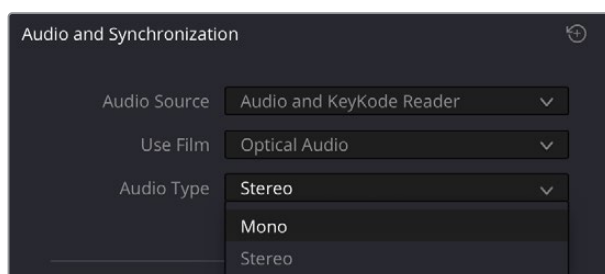 Audio and Synchronization
Audio Source Audio and KeyKode Reader
Use Film Optical Audio
Audio Type Stereo
Mono
Stereo